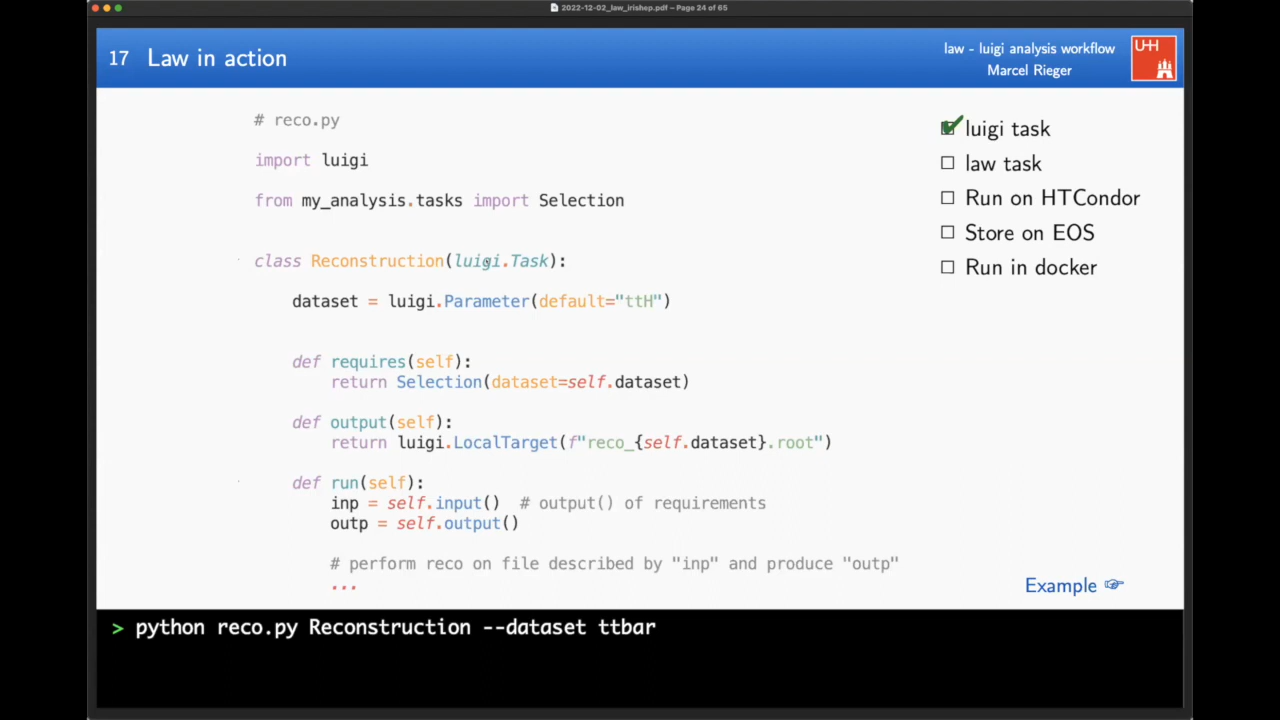 2022-12-02_law_irishep.pdf – Page 24 of 65
17 Law in action
law - luigi analysis workflow
Marcel Rieger
UH
# reco.py
import luigi
from my_analysis.tasks import Selection
class Reconstruction(luigi.Task):
dataset = luigi.Parameter(default="ttH")
def requires(self):
return Selection(dataset=self.dataset)
def output(self):
return luigi.LocalTarget(f"reco_{self.dataset}.root")
def run(self):
inp = self.input()  # output() of requirements
outp = self.output()
# perform reco on file described by "inp" and produce "outp"
...
luigi task
law task
Run on HTCondor
Store on EOS
Run in docker
Example
> python reco.py Reconstruction --dataset ttbar